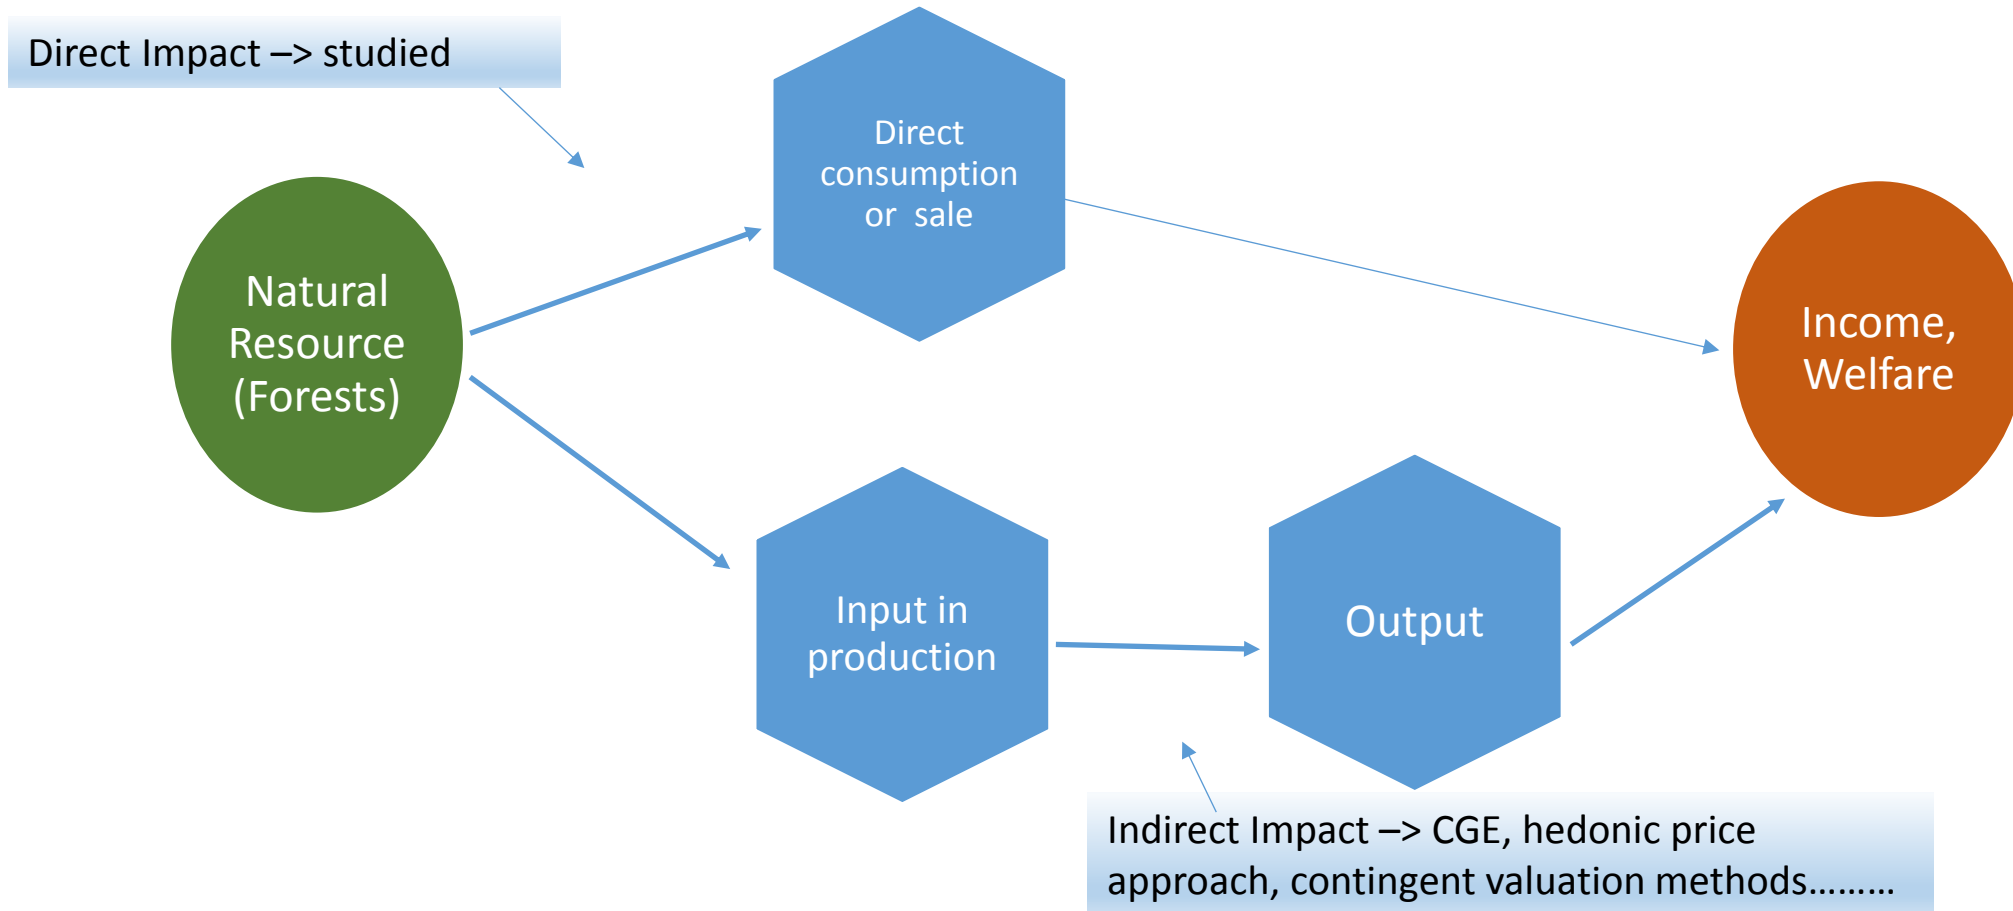 Direct Impact –> studied
Direct
consumption
or sale
Natural
Resource
(Forests)
Income,
Welfare
Input in
production
Output
Indirect Impact –> CGE, hedonic price
approach, contingent valuation methods………